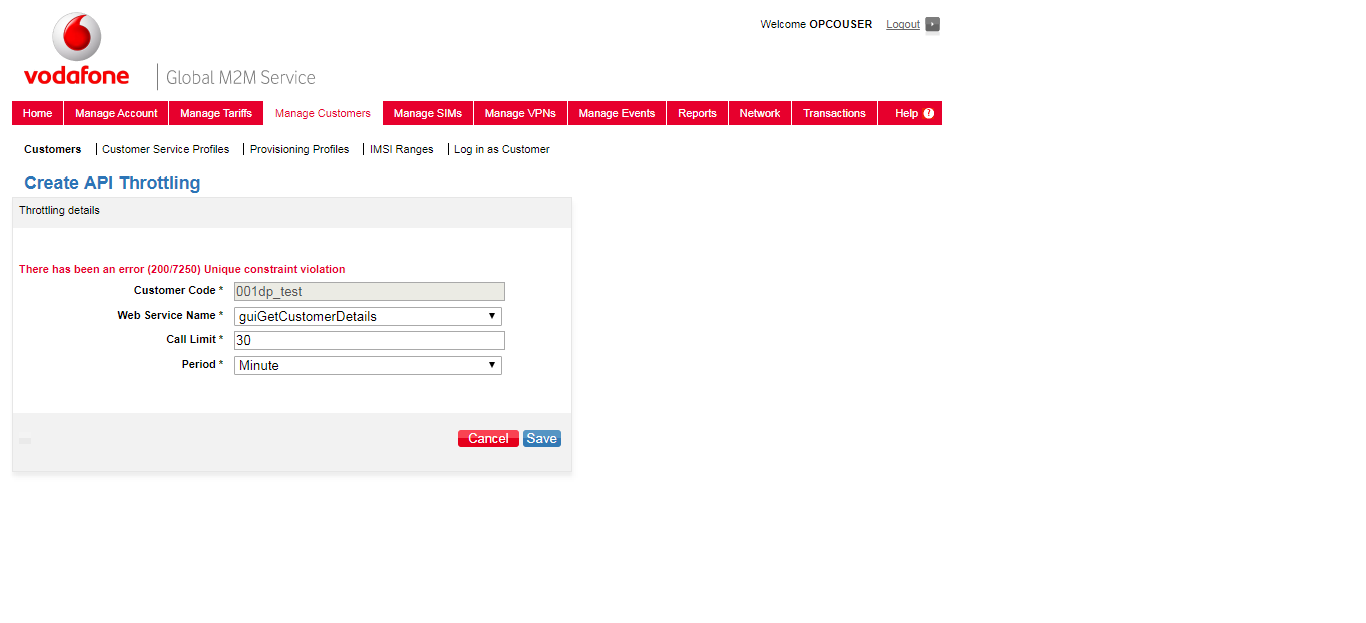 Welcome OPCOUSER Logout
vodafone Global M2M Service
Home Manage Account Manage Tariffs Manage Customers Manage SIMs Manage VPNs Manage Events Reports Network Transactions Help ?
Customers Customer Service Profiles Provisioning Profiles IMSI Ranges Log in as Customer
Create API Throttling
Throttling details
There has been an error (200/7250) Unique constraint violation
Customer Code * 001dp_test
Web Service Name * guiGetCustomerDetails
Call Limit * 30
Period * Minute
Cancel Save